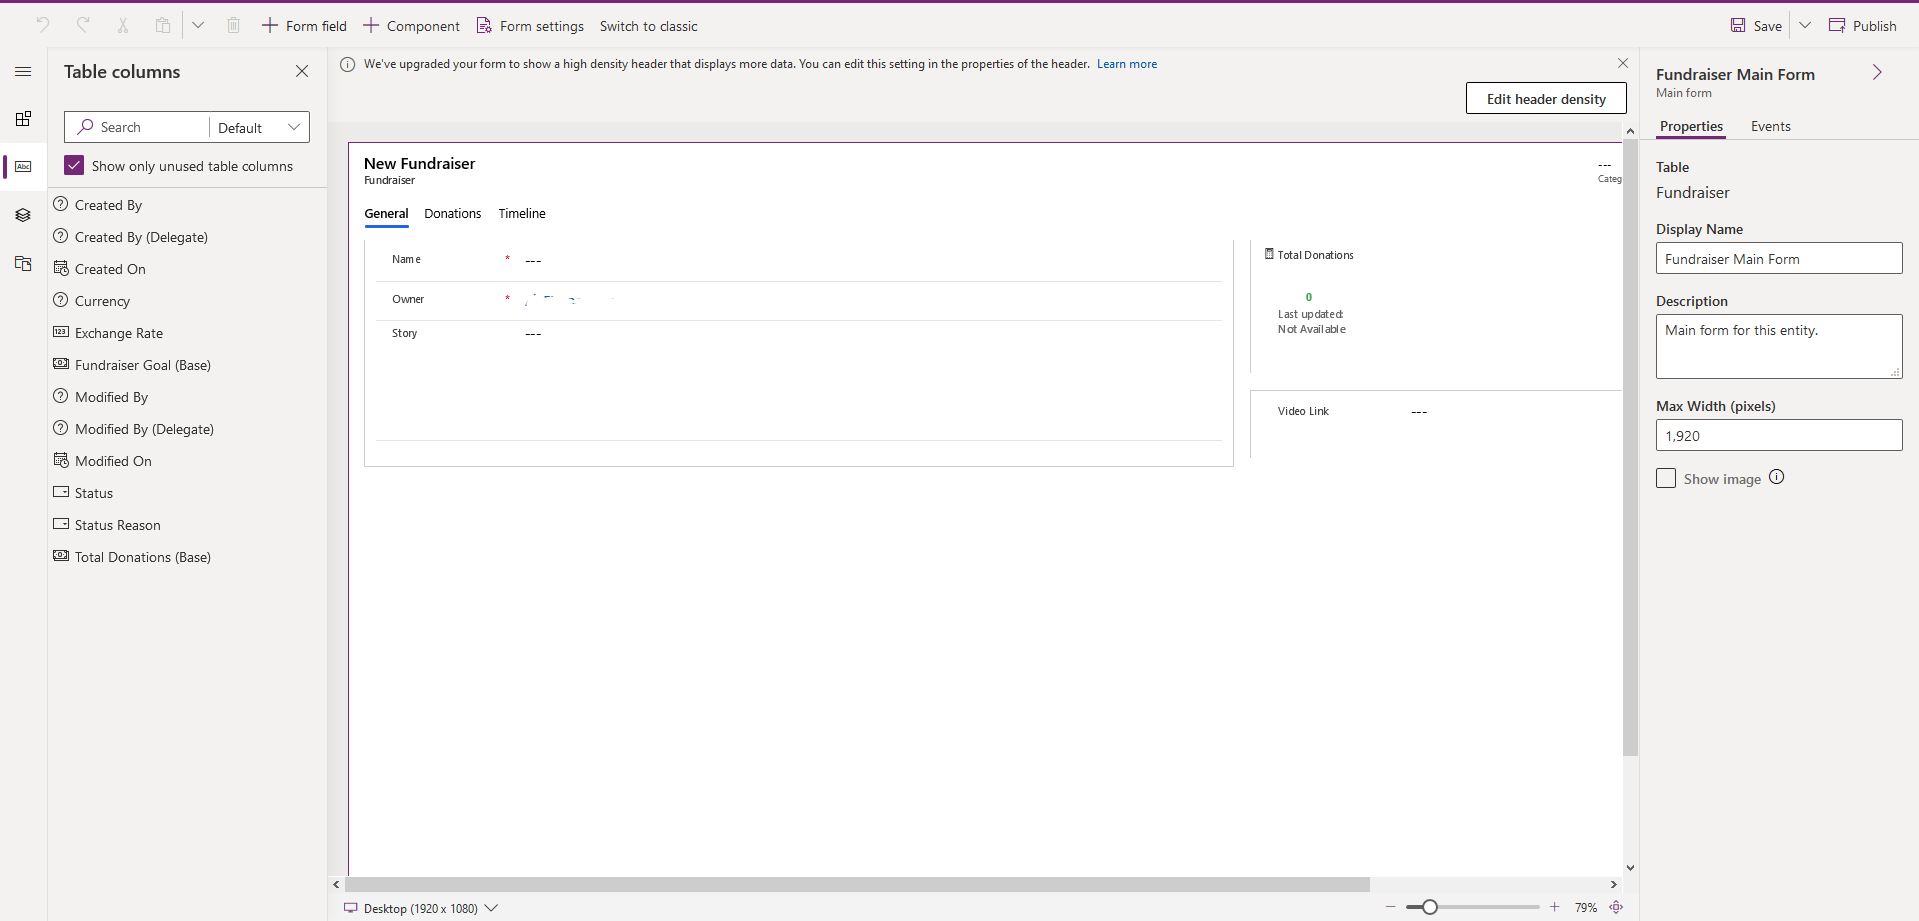 Form field
Component
Form settings
Switch to classic
Save
Publish
Table columns
Search
Default
Show only unused table columns
Abc
Created By
Created By (Delegate)
Created On
Currency
123
Exchange Rate
Fundraiser Goal (Base)
Modified By
Modified By (Delegate)
Modified On
Status
Status Reason
Total Donations (Base)
We've upgraded your form to show a high density header that displays more data. You can edit this setting in the properties of the header. Learn more
Edit header density
New Fundraiser
Fundraiser
---
Categ
General
Donations
Timeline
Name * ---
Owner *
Story ---
Total Donations
0
Last updated:
Not Available
Video Link ---
Desktop (1920 x 1080)
79%
Fundraiser Main Form
Main form
Properties
Events
Table
Fundraiser
Display Name
Fundraiser Main Form
Description
Main form for this entity.
Max Width (pixels)
1,920
Show image